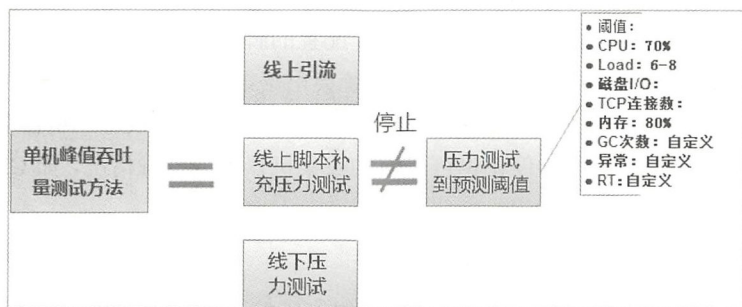 线上引流
单机峰值吞吐
量测试方法
线上脚本补
充压力测试
停止
压力测试
到预测阈值
线下压
力测试
• 阈值：
• CPU：70%
• Load：6-8
• 磁盘I/O：
• TCP连接数：
• 内存：80%
• GC次数：自定义
• 异常：自定义
• RT：自定义